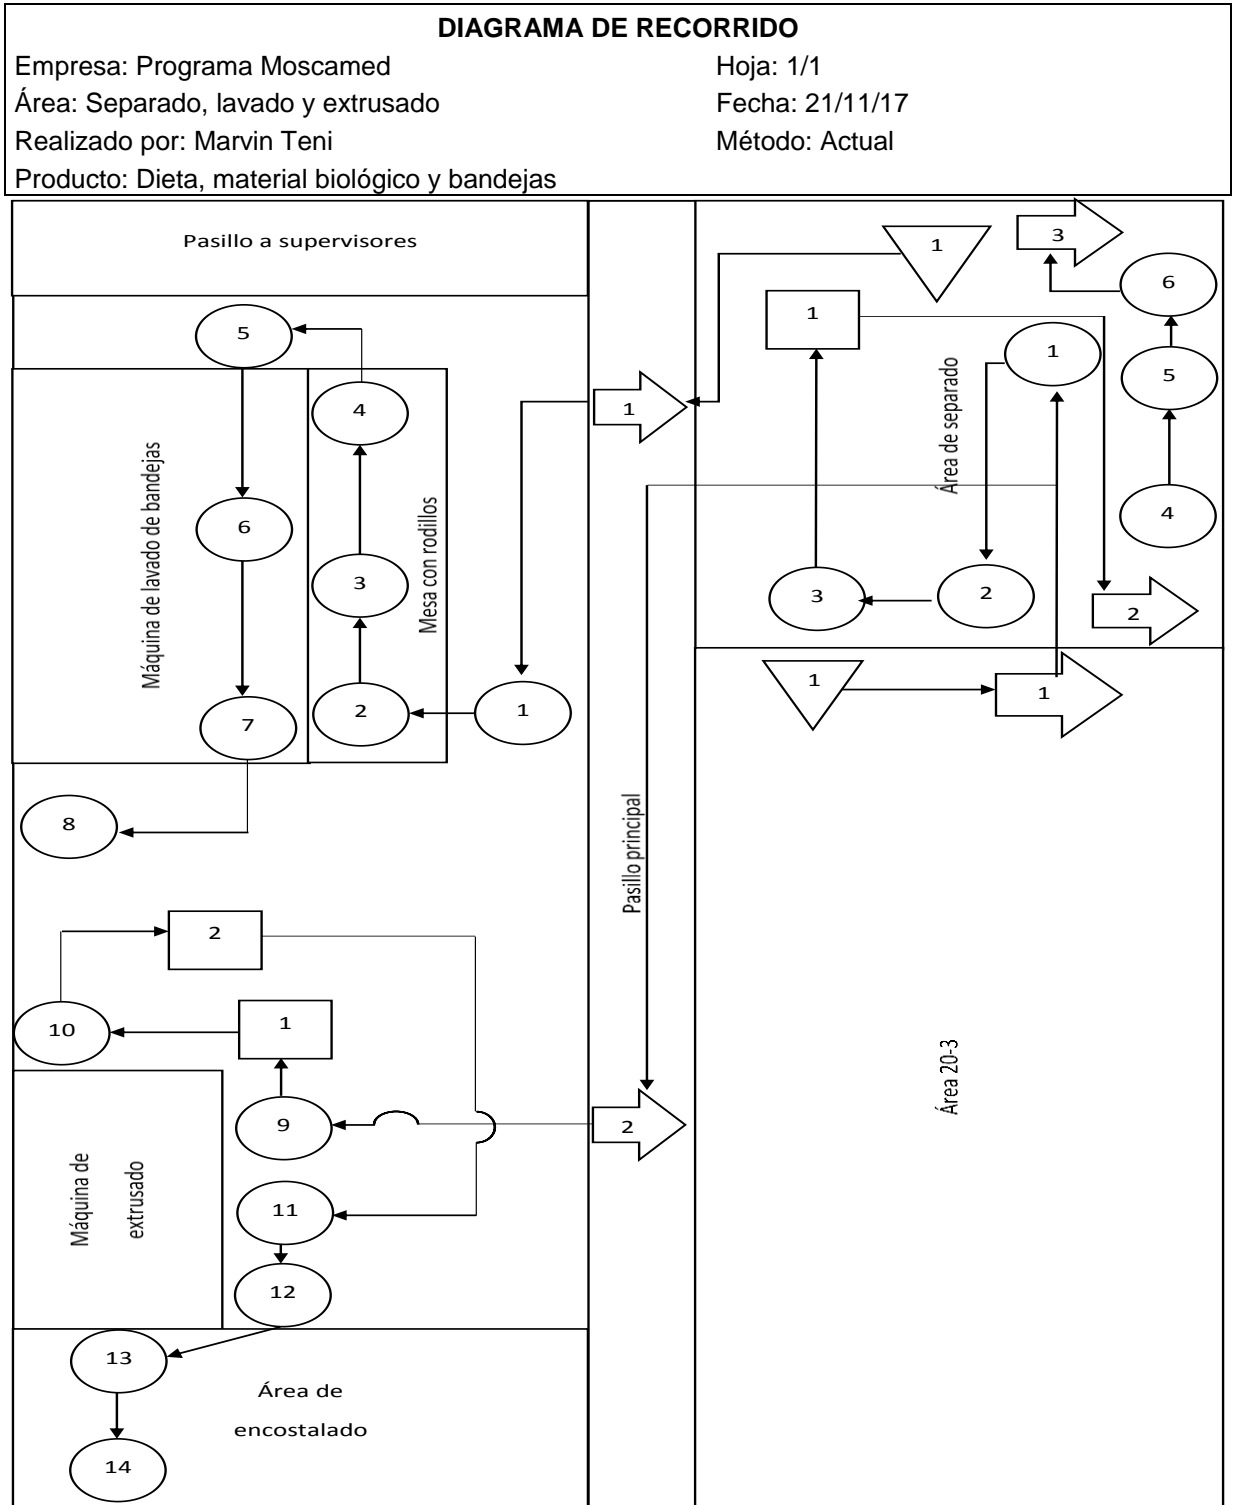 DIAGRAMA DE RECORRIDO
Empresa: Programa Moscamed
Hoja: 1/1
Área: Separado, lavado y extrusado
Fecha: 21/11/17
Realizado por: Marvin Teni
Método: Actual
Producto: Dieta, material biológico y bandejas
Pasillo a supervisores
5
4
6
3
7
2
1
8
Máquina de lavado de bandejas
Mesa con rodillos
2
1
10
9
11
12
Máquina de
extrusado
13
14
Área de
encostalado
1
Pasillo principal
2
1
3
6
1
1
5
4
Área de separado
3
2
2
1
1
Área 20-3